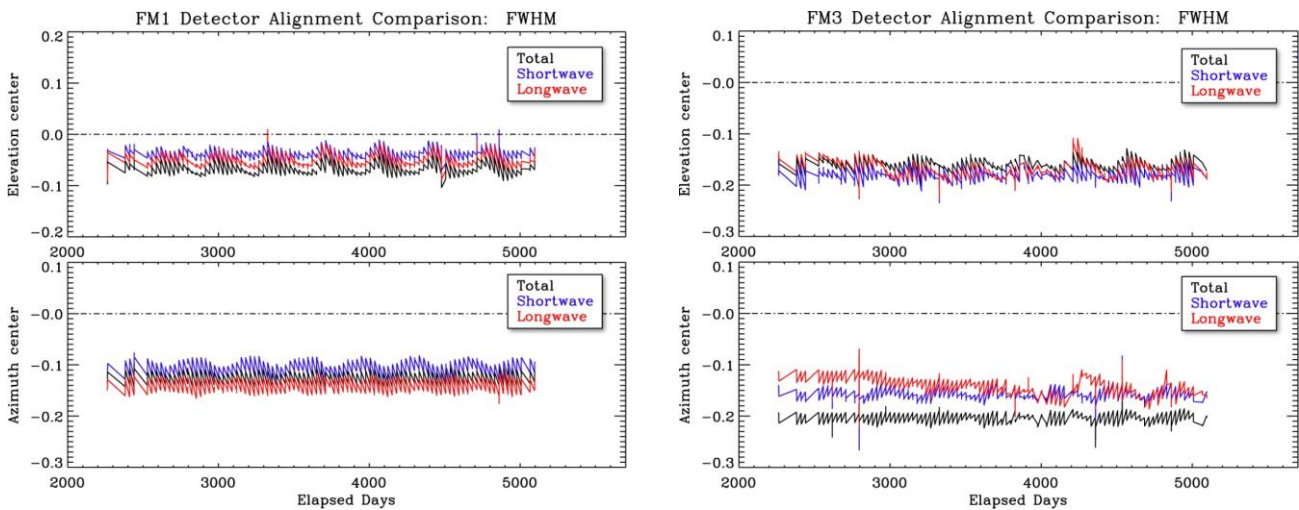 FM1 Detector Alignment Comparison: FWHM
0.2
0.1
0.0
-0.1
-0.2
Elevation center
Total
Shortwave
Longwave
2000 3000 4000 5000
0.1
-0.0
-0.1
-0.2
-0.3
Azimuth center
Total
Shortwave
Longwave
2000 3000 4000 5000
Elapsed Days
FM3 Detector Alignment Comparison: FWHM
0.1
-0.0
-0.1
-0.2
-0.3
Elevation center
Total
Shortwave
Longwave
2000 3000 4000 5000
0.1
-0.0
-0.1
-0.2
-0.3
Azimuth center
Total
Shortwave
Longwave
2000 3000 4000 5000
Elapsed Days